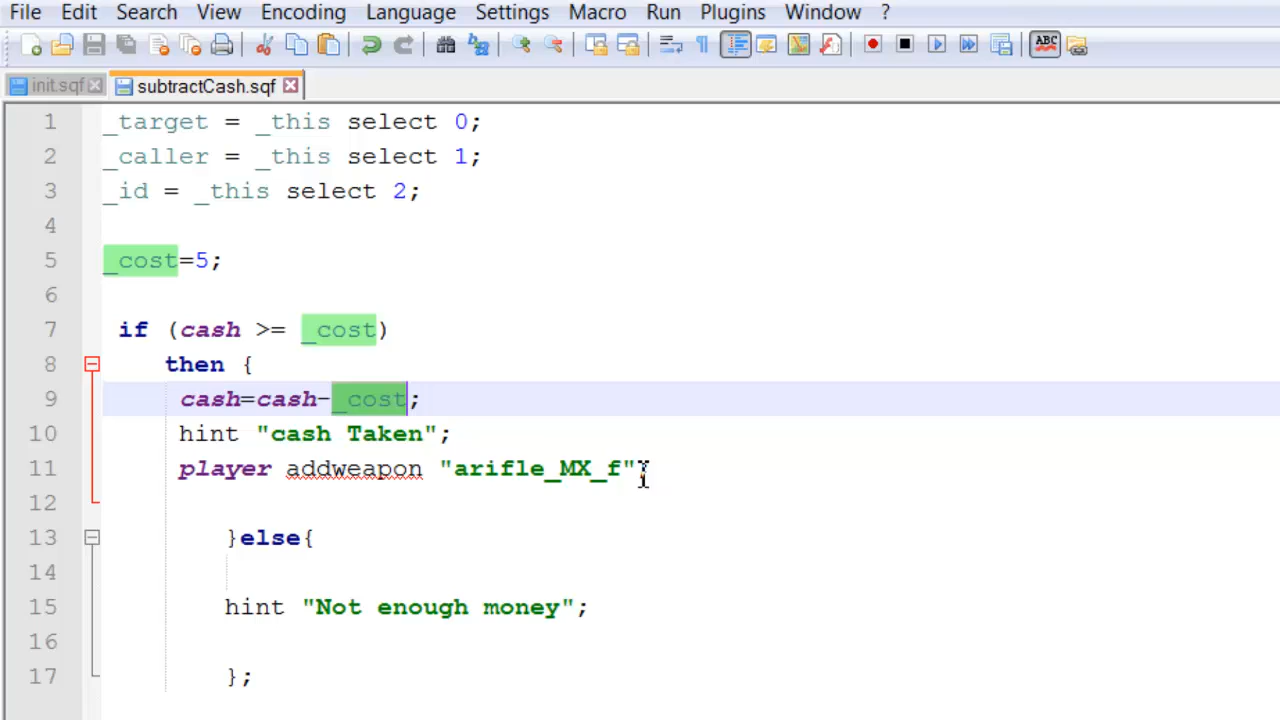 File Edit Search View Encoding Language Settings Macro Run Plugins Window ?
ABC
init.sqf subtractCash.sqf
1 _target = _this select 0;
2 _caller = _this select 1;
3 _id = _this select 2;
4
5 _cost=5;
6
7 if (cash >= _cost)
8 then {
9 cash=cash-_cost;
10 hint "cash Taken";
11 player addweapon "arifle_MX_f";
12
13 }else{
14
15 hint "Not enough money";
16
17 };